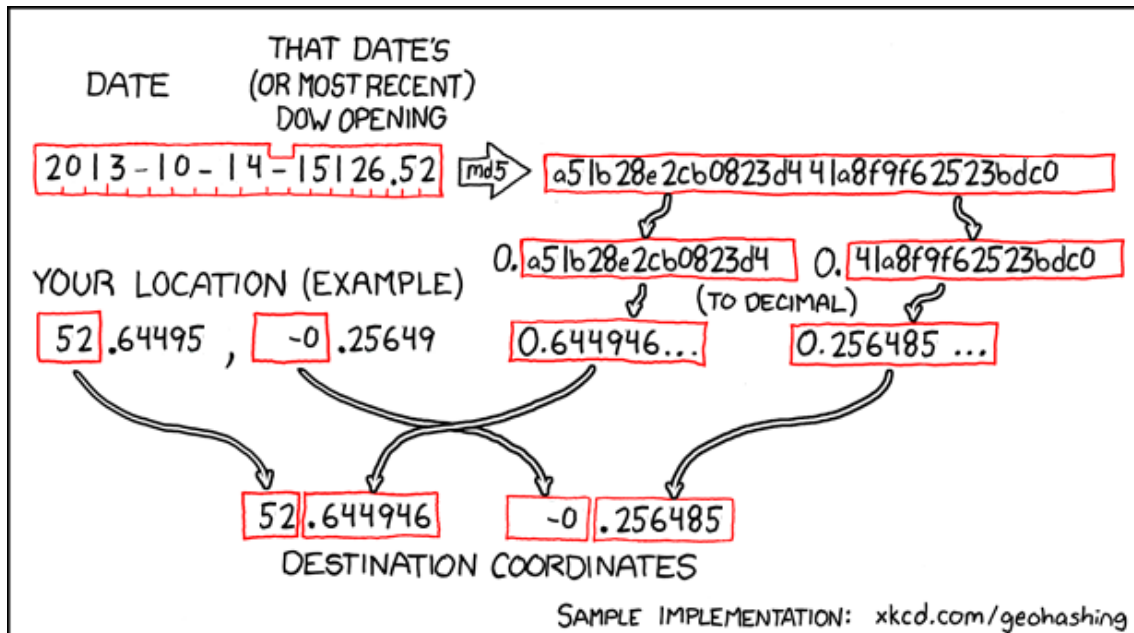 DATE
THAT DATE'S
(OR MOST RECENT)
DOW OPENING
2013-10-14-15126.52
md5
a51b28e2cb0823d441a8f9f62523bdc0
0.a51b28e2cb0823d4
0.41a8f9f62523bdc0
YOUR LOCATION (EXAMPLE)
(TO DECIMAL)
52.64495, -0.25649
0.644946...
0.256485...
52.644946
-0.256485
DESTINATION COORDINATES
SAMPLE IMPLEMENTATION: xkcd.com/geohashing